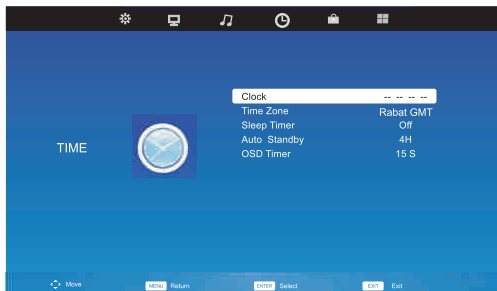 Clock -- -- -- --
Time Zone Rabat GMT
Sleep Timer Off
Auto Standby 4H
OSD Timer 15 S
TIME
Move MENU Return ENTER Select EXIT Exit